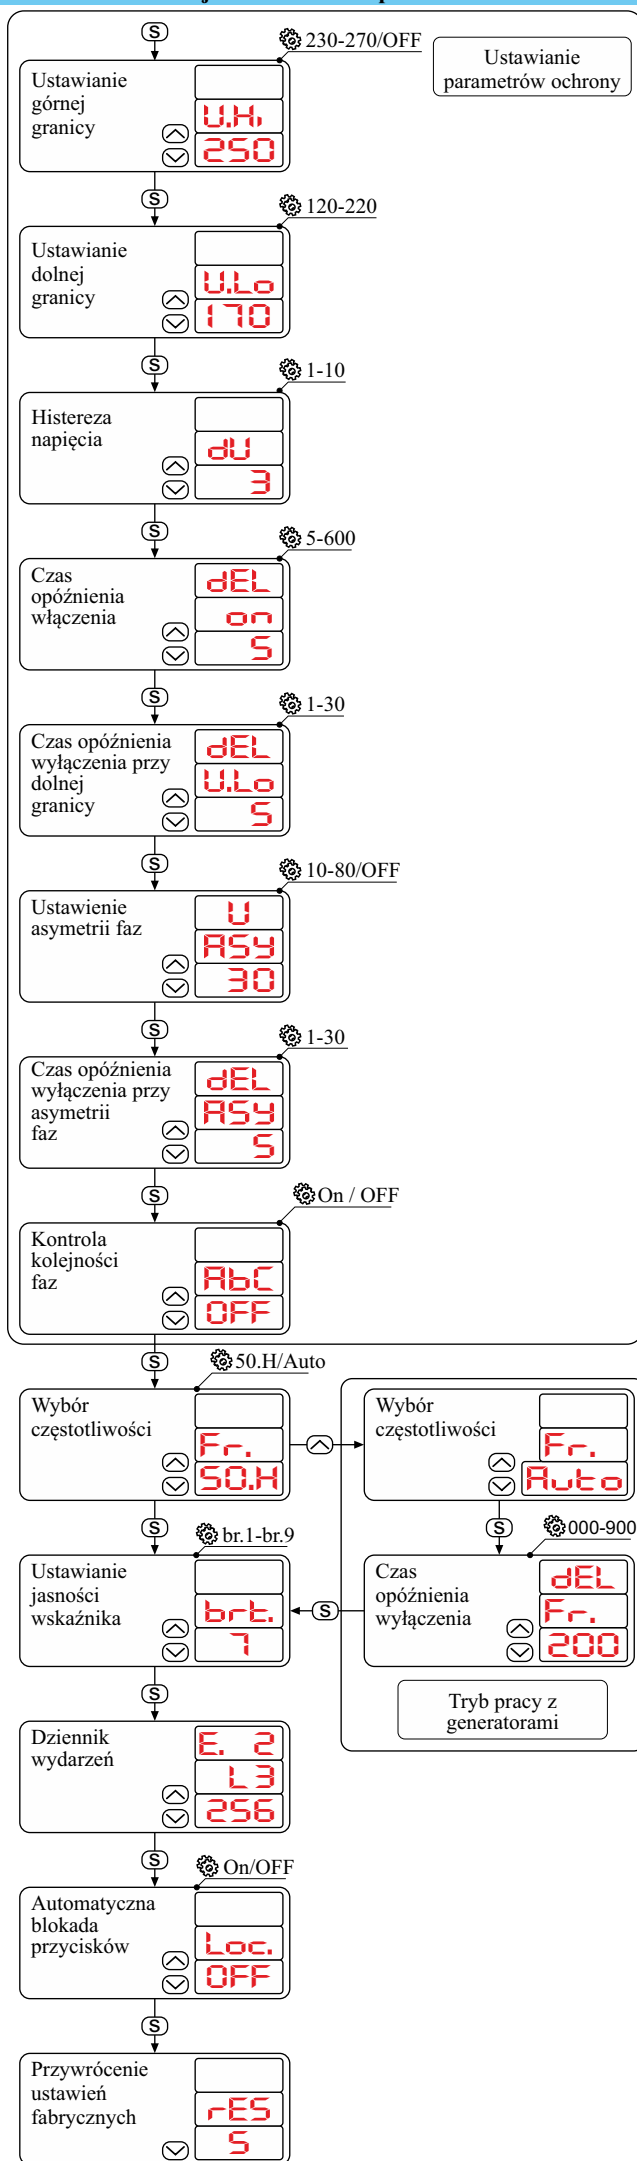 S
230-270/OFF
Ustawianie
parametrów ochrony
Ustawianie
górnej
granicy
U.Hi
250
S
120-220
Ustawianie
dolnej
granicy
U.Lo
170
S
1-10
Histereza
napięcia
dU
3
S
5-600
Czas
opóźnienia
włączenia
dEL
on
5
S
1-30
Czas opóźnienia
wyłączenia przy
dolnej
granicy
dEL
U.Lo
5
S
10-80/OFF
Ustawienie
asymetrii faz
U
ASy
30
S
1-30
Czas opóźnienia
wyłączenia przy
asymetrii
faz
dEL
ASy
5
S
On / OFF
Kontrola
kolejności
faz
AbC
OFF
S
50.H/Auto
Wybór
częstotliwości
Fr.
50.H
Wybór
częstotliwości
Fr.
Auto
S
br.1-br.9
Ustawianie
jasności
wskaźnika
brt.
7
S
000-900
Czas
opóźnienia
wyłączenia
dEL
Fr.
200
S
Tryb pracy z
generatorami
S
Dziennik
wydarzeń
E. 2
L3
256
S
On/OFF
Automatyczna
blokada
przycisków
Loc.
OFF
S
Przywrócenie
ustawień
fabrycznych
rES
5